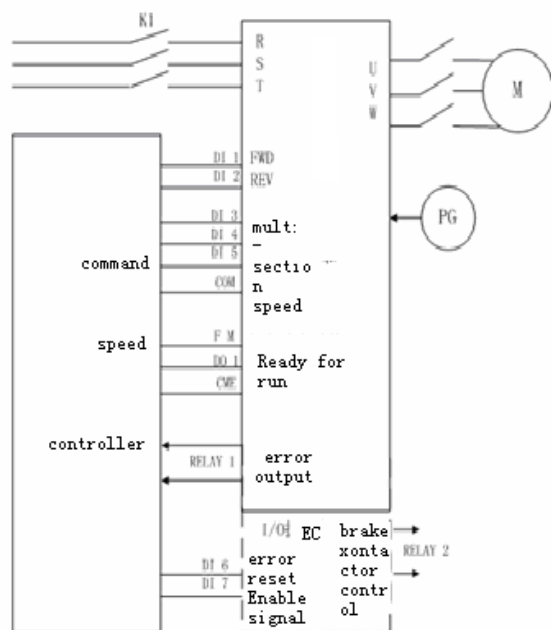 K1
R
S
T
U
V
W
M
DI 1
FWD
DI 2
REV
PG
DI 3
DI 4
DI 5
COM
mult:
-
sectio
n
speed
command
speed
controller
F M
DO 1
CME
Ready for
run
RELAY 1
error
output
I/O
EC
brake
xonta
ctor
contr
ol
RELAY 2
DI 6
DI 7
error
reset
Enable
signal